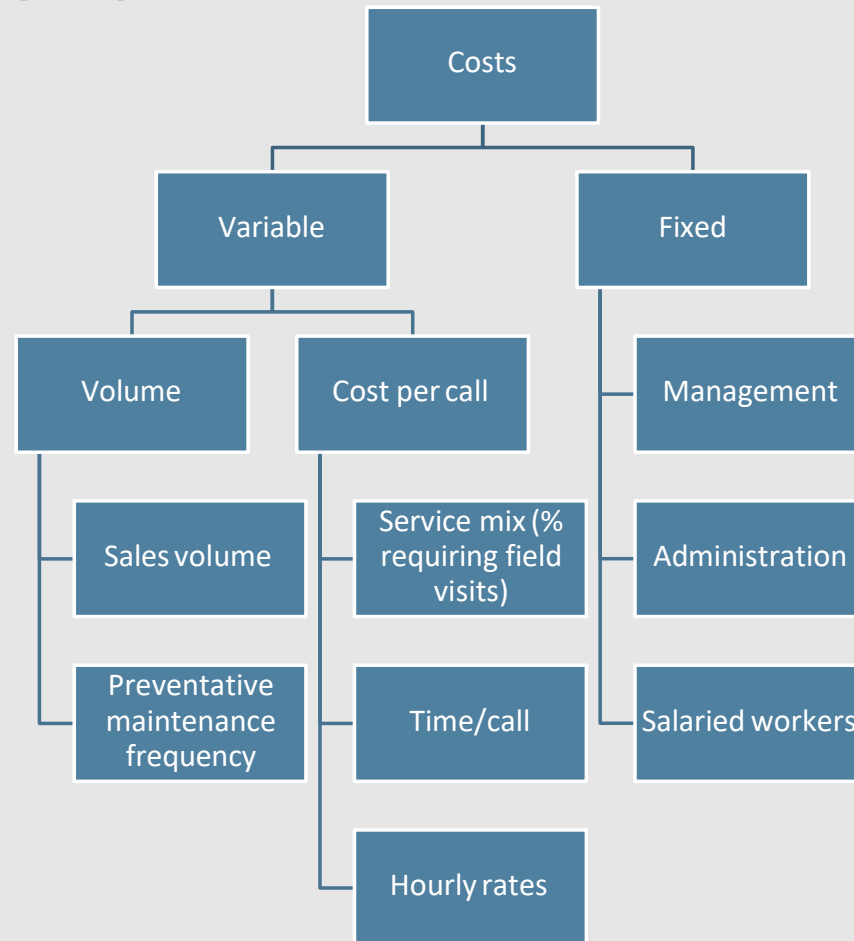 Costs
Variable
Fixed
Volume
Cost per call
Management
Sales volume
Service mix (%
requiring field
visits)
Administration
Preventative
maintenance
frequency
Time/call
Salaried workers
Hourly rates